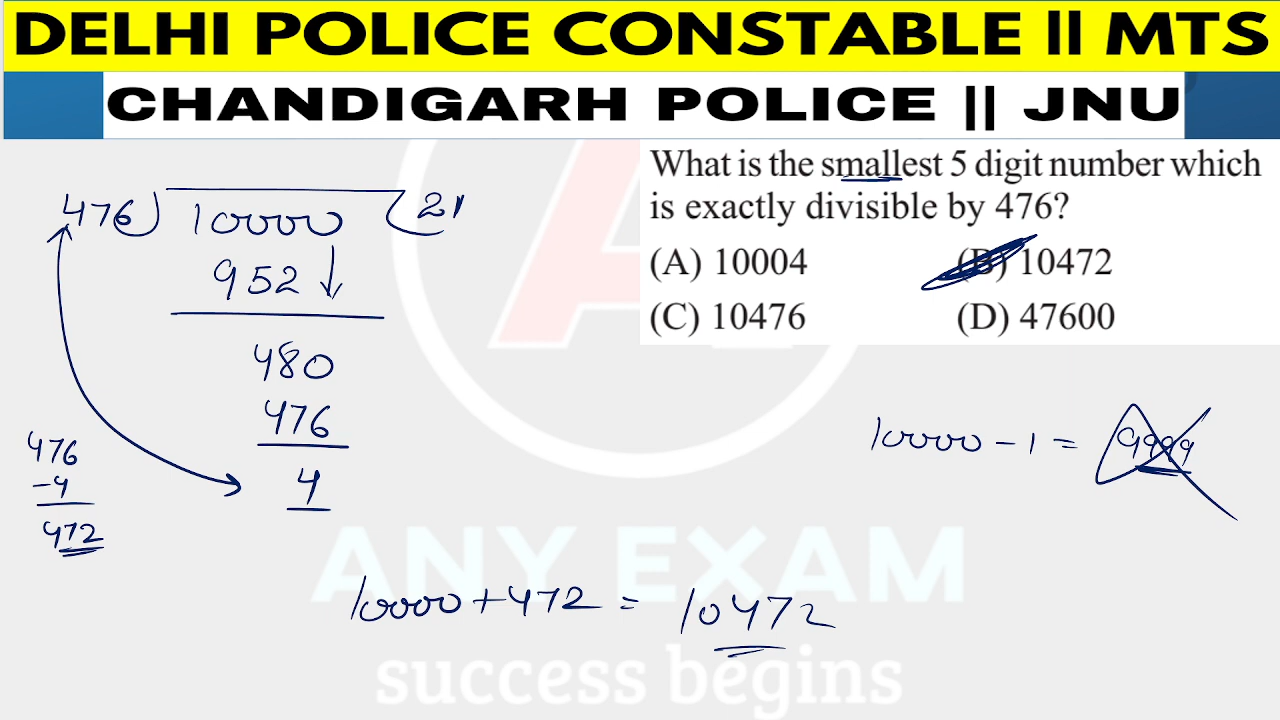 DELHI POLICE CONSTABLE || MTS
CHANDIGARH POLICE || JNU
What is the smallest 5 digit number which
is exactly divisible by 476?
(A) 10004 (B) 10472
(C) 10476 (D) 47600
476 ) 10000 ( 21
952 ↓
480
476
4
476
-4
472
10000 - 1 = 9999
10000 + 472 = 10472
ANY EXAM
success begins